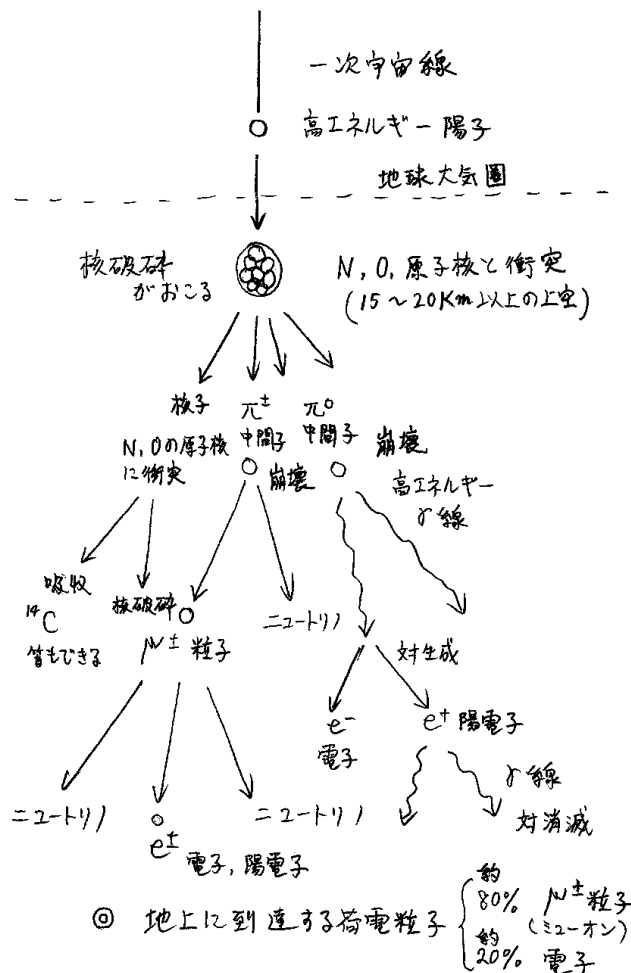 一次宇宙線
高エネルギー陽子
地球大気圏
核破砕
がおこる
N, O, 原子核と衝突
(15～20Km以上の上空)
核子
π±
中間子
π0
中間子
N, Oの原子核
に衝突
崩壊
崩壊
高エネルギー
γ線
吸収
14C
等もできる
核破砕
μ± 粒子
ニュートリノ
対生成
e-
電子
e+ 陽電子
γ線
対消滅
ニュートリノ
e±
電子, 陽電子
ニュートリノ
◎ 地上に到達する荷電粒子
約
80% μ±粒子
(ミューオン)
約
20% 電子